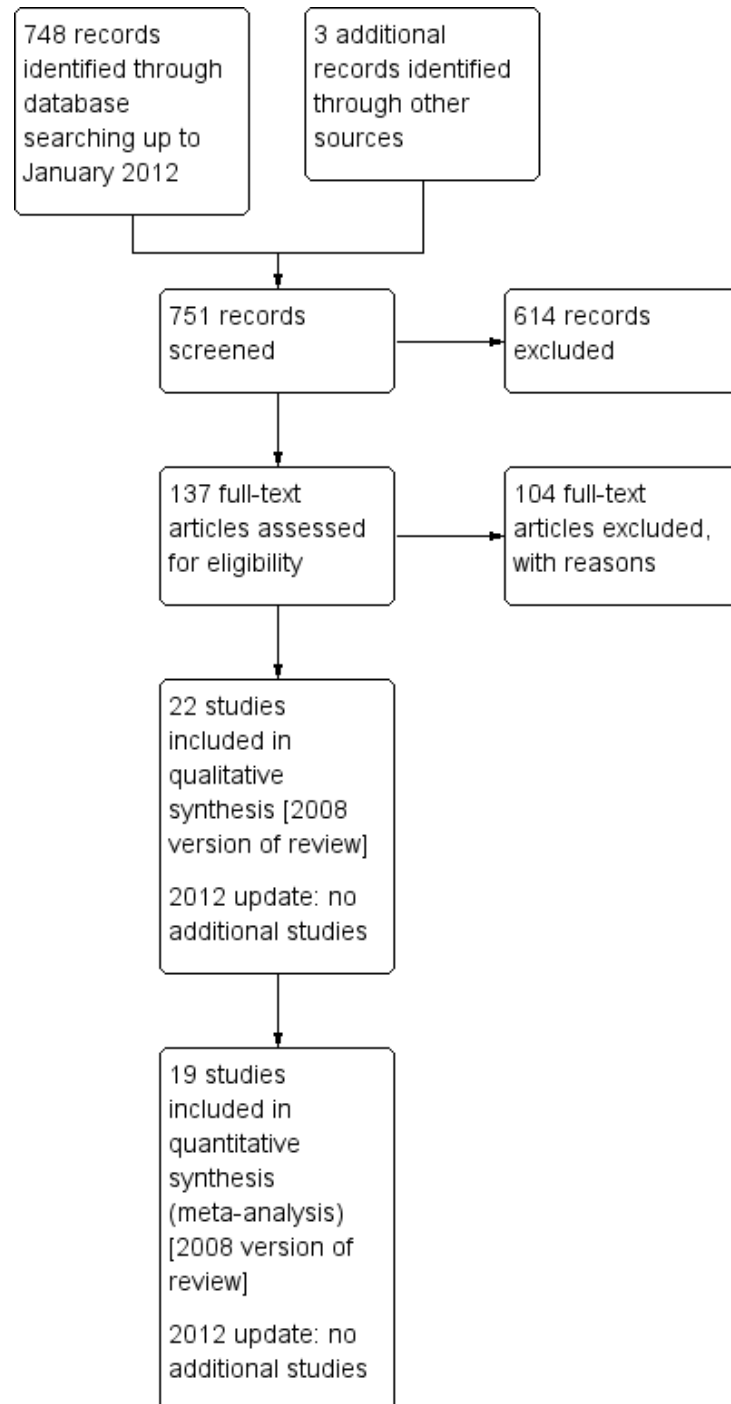 748 records
identified through
database
searching up to
January 2012
3 additional
records identified
through other
sources
751 records
screened
614 records
excluded
137 full-text
articles assessed
for eligibility
104 full-text
articles excluded,
with reasons
22 studies
included in
qualitative
synthesis [2008
version of review]
2012 update: no
additional studies
19 studies
included in
quantitative
synthesis
(meta-analysis)
[2008 version of
review]
2012 update: no
additional studies